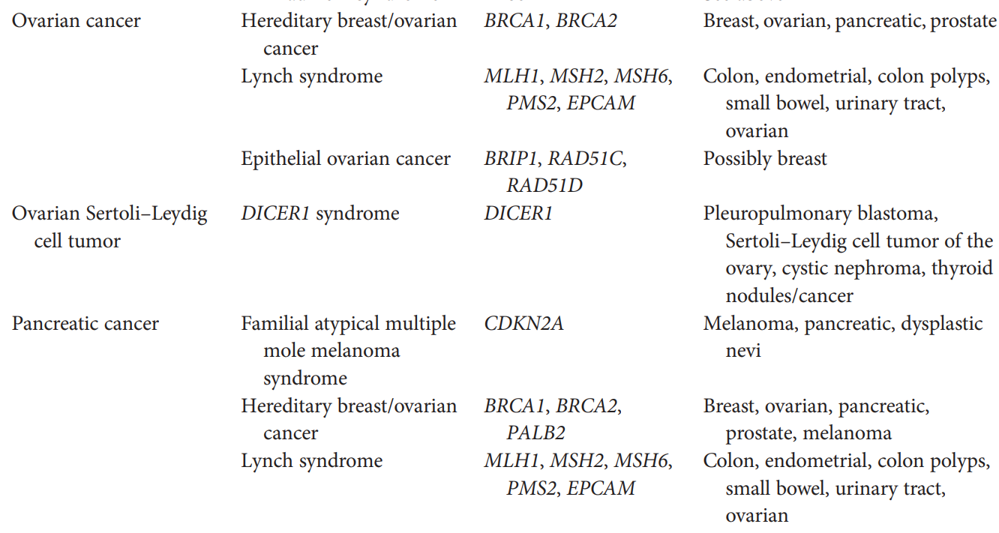 Ovarian cancer Hereditary breast/ovarian BRCA1, BRCA2 Breast, ovarian, pancreatic, prostate
cancer
Lynch syndrome MLH1, MSH2, MSH6, Colon, endometrial, colon polyps,
PMS2, EPCAM small bowel, urinary tract,
ovarian
Epithelial ovarian cancer BRIP1, RAD51C, Possibly breast
RAD51D
Ovarian Sertoli–Leydig DICER1 syndrome DICER1 Pleuropulmonary blastoma,
cell tumor Sertoli–Leydig cell tumor of the
ovary, cystic nephroma, thyroid
nodules/cancer
Pancreatic cancer Familial atypical multiple CDKN2A Melanoma, pancreatic, dysplastic
mole melanoma nevi
syndrome
Hereditary breast/ovarian BRCA1, BRCA2, Breast, ovarian, pancreatic,
cancer PALB2 prostate, melanoma
Lynch syndrome MLH1, MSH2, MSH6, Colon, endometrial, colon polyps,
PMS2, EPCAM small bowel, urinary tract,
ovarian